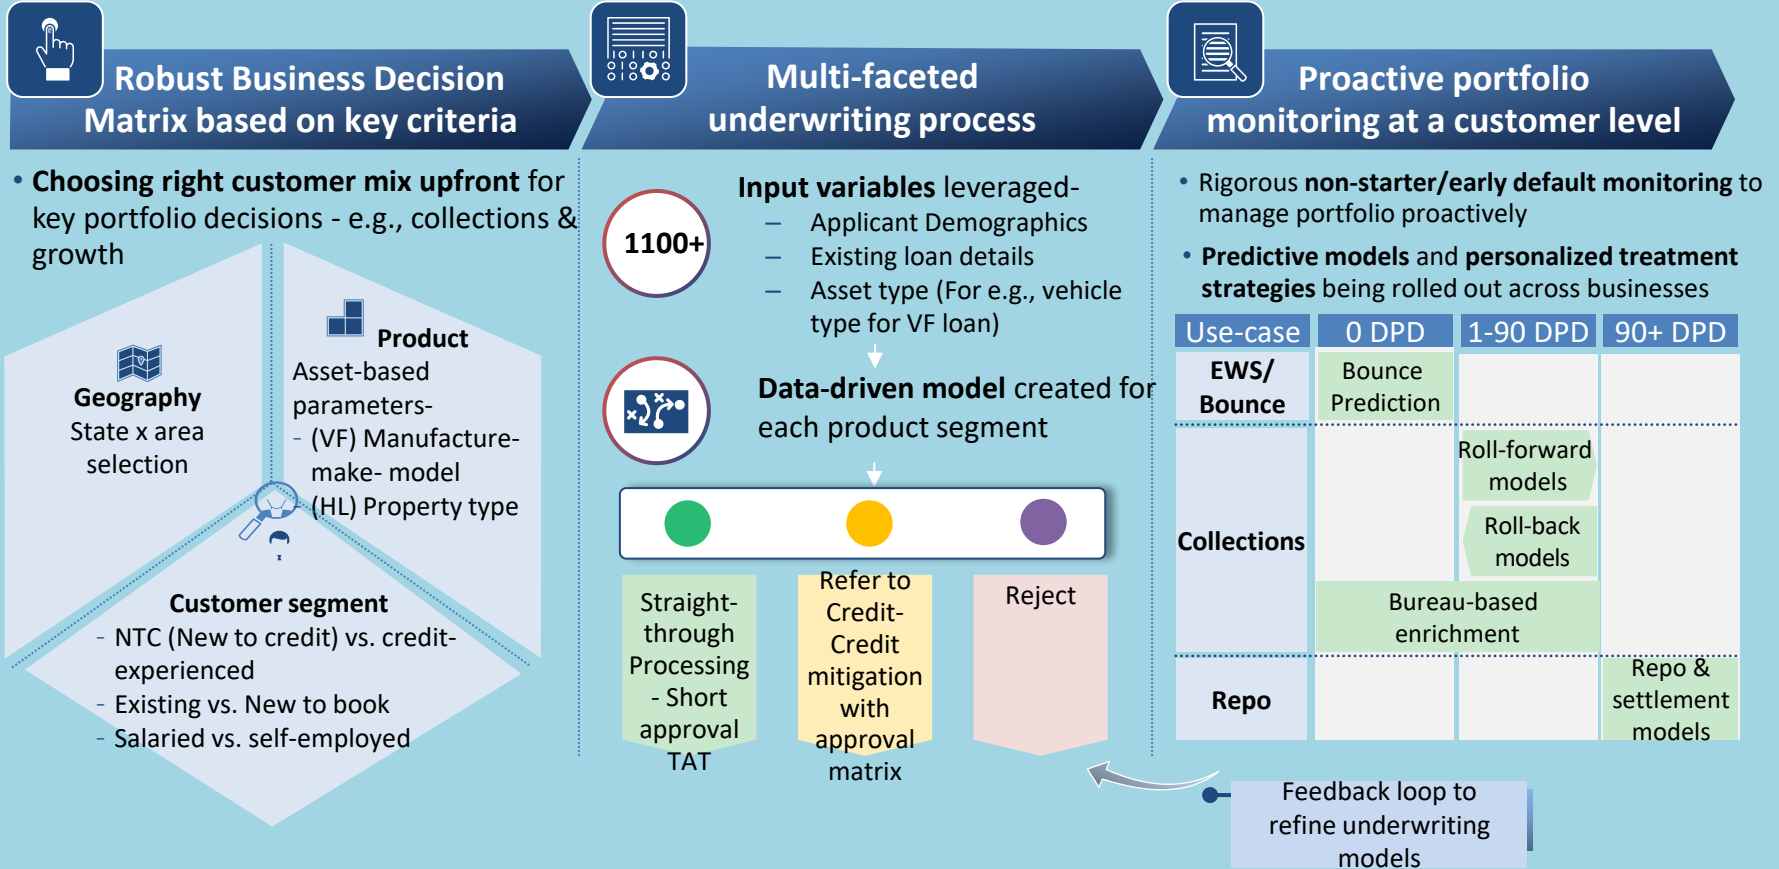 Robust Business Decision
Matrix based on key criteria
• Choosing right customer mix upfront for
key portfolio decisions - e.g., collections &
growth
Geography
State x area
selection
Product
Asset-based
parameters-
- (VF) Manufacture-
make- model
- (HL) Property type
Customer segment
- NTC (New to credit) vs. credit-
experienced
- Existing vs. New to book
- Salaried vs. self-employed
Multi-faceted
underwriting process
1100+
Input variables leveraged-
– Applicant Demographics
– Existing loan details
– Asset type (For e.g., vehicle
type for VF loan)
Data-driven model created for
each product segment
Straight-
through
Processing
- Short
approval
TAT
Refer to
Credit-
Credit
mitigation
with
approval
matrix
Reject
Proactive portfolio
monitoring at a customer level
• Rigorous non-starter/early default monitoring to
manage portfolio proactively
• Predictive models and personalized treatment
strategies being rolled out across businesses
Use-case 0 DPD 1-90 DPD 90+ DPD
EWS/
Bounce
Bounce
Prediction
Collections
Roll-forward
models
Roll-back
models
Bureau-based
enrichment
Repo
Repo &
settlement
models
Feedback loop to
refine underwriting
models